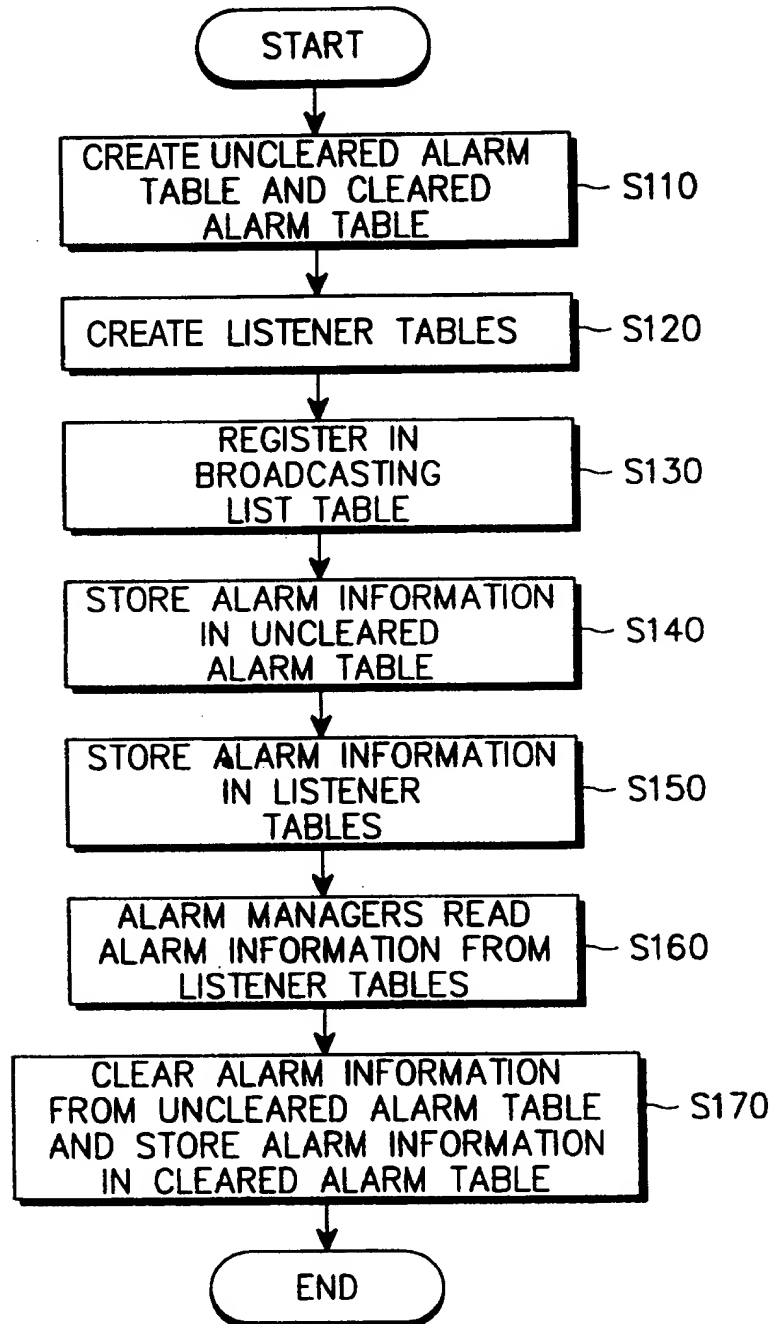 START
CREATE UNCLEARED ALARM
TABLE AND CLEARED
ALARM TABLE
S110
CREATE LISTENER TABLES
S120
REGISTER IN
BROADCASTING
LIST TABLE
S130
STORE ALARM INFORMATION
IN UNCLEARED
ALARM TABLE
S140
STORE ALARM INFORMATION
IN LISTENER
TABLES
S150
ALARM MANAGERS READ
ALARM INFORMATION FROM
LISTENER TABLES
S160
CLEAR ALARM INFORMATION
FROM UNCLEARED ALARM TABLE
AND STORE ALARM INFORMATION
IN CLEARED ALARM TABLE
S170
END